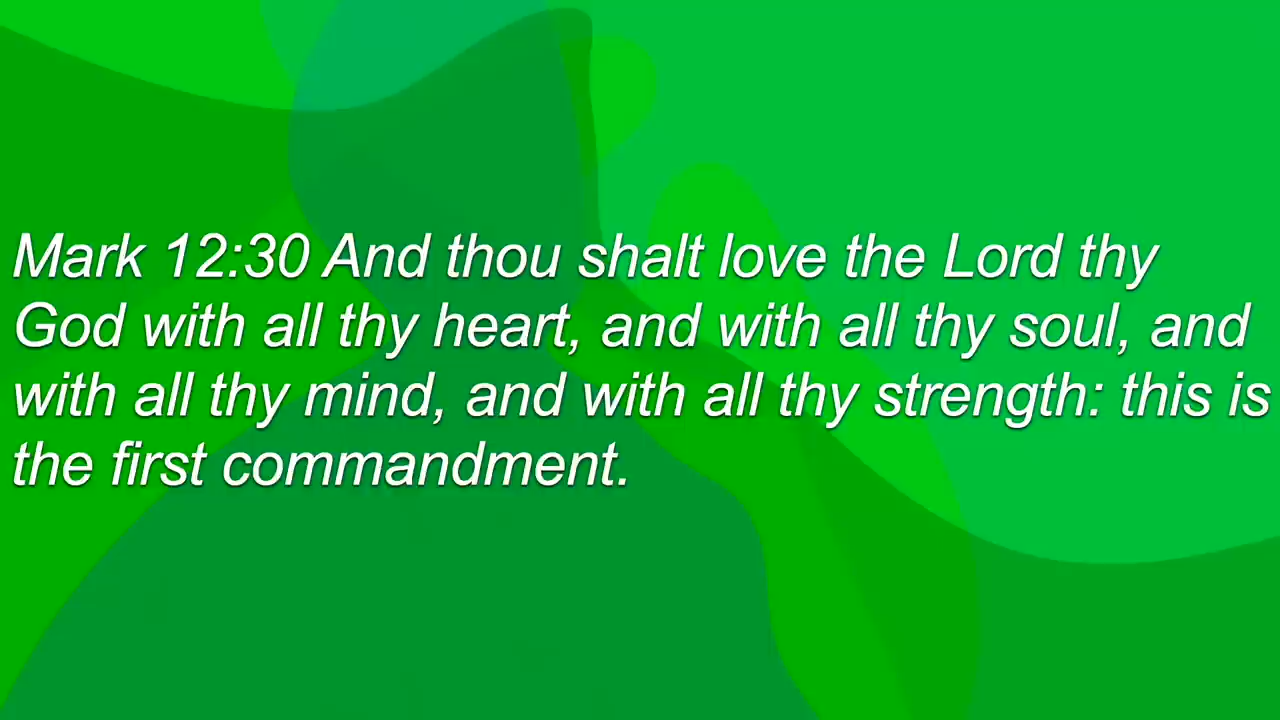 Mark 12:30 And thou shalt love the Lord thy
God with all thy heart, and with all thy soul, and
with all thy mind, and with all thy strength: this is
the first commandment.